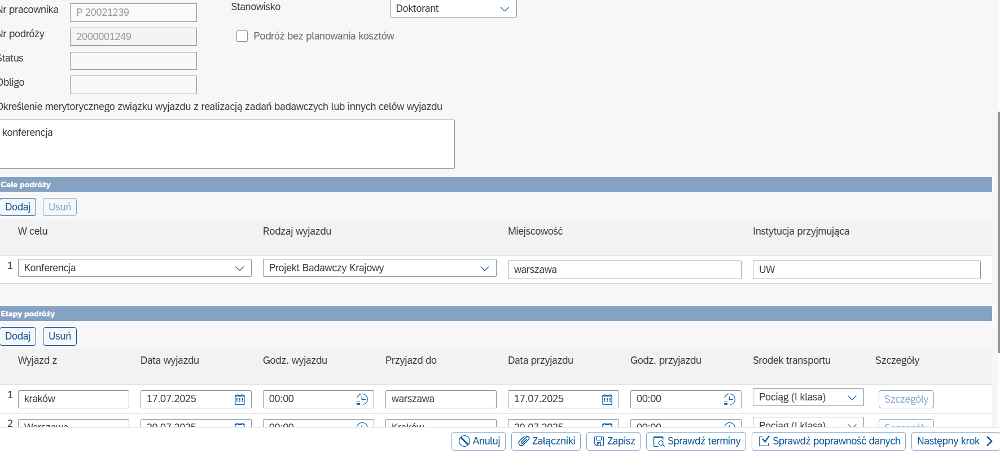 Nr pracownika P 20021239 Stanowisko Doktorant
Nr podróży 2000001249 Podróż bez planowania kosztów
Status
Obligo
Określenie merytorycznego związku wyjazdu z realizacją zadań badawczych lub innych celów wyjazdu
konferencja
Cele podróży
Dodaj Usuń
W celu Rodzaj wyjazdu Miejscowość Instytucja przyjmująca
1 Konferencja Projekt Badawczy Krajowy warszawa UW
Etapy podróży
Dodaj Usuń
Wyjazd z Data wyjazdu Godz. wyjazdu Przyjazd do Data przyjazdu Godz. przyjazdu Środek transportu Szczegóły
1 kraków 17.07.2025 00:00 warszawa 17.07.2025 00:00 Pociąg (I klasa) Szczegóły
2 Warszawa 20.07.2025 00:00 Kraków 20.07.2025 00:00 Pociąg (I klasa) Szczegóły
Anuluj Załączniki Zapisz Sprawdź terminy Sprawdź poprawność danych Następny krok